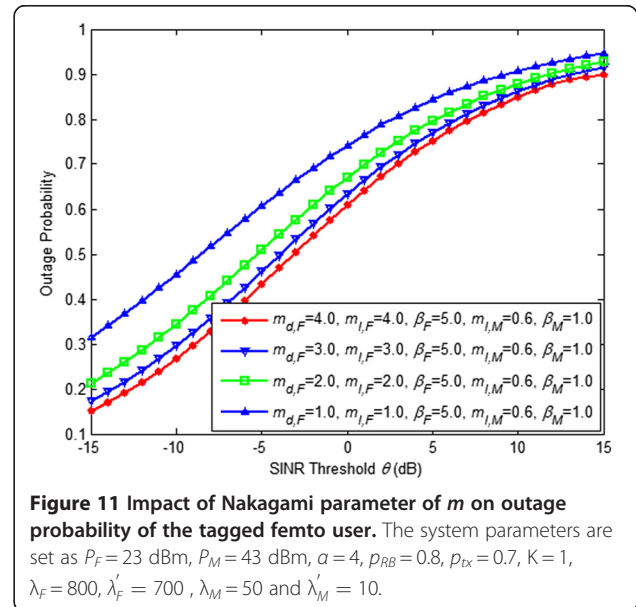 1
0.9
0.8
0.7
0.6
0.5
0.4
0.3
0.2
0.1
Outage Probability
m_{d,F}=4.0, m_{I,F}=4.0, β_F=5.0, m_{I,M}=0.6, β_M=1.0
m_{d,F}=3.0, m_{I,F}=3.0, β_F=5.0, m_{I,M}=0.6, β_M=1.0
m_{d,F}=2.0, m_{I,F}=2.0, β_F=5.0, m_{I,M}=0.6, β_M=1.0
m_{d,F}=1.0, m_{I,F}=1.0, β_F=5.0, m_{I,M}=0.6, β_M=1.0
-15 -10 -5 0 5 10 15
SINR Threshold θ (dB)
Figure 11 Impact of Nakagami parameter of m on outage
probability of the tagged femto user. The system parameters are
set as P_F = 23 dBm, P_M = 43 dBm, α = 4, p_{RB} = 0.8, p_{tx} = 0.7, K = 1,
λ_F = 800, λ′_F = 700 , λ_M = 50 and λ′_M = 10.